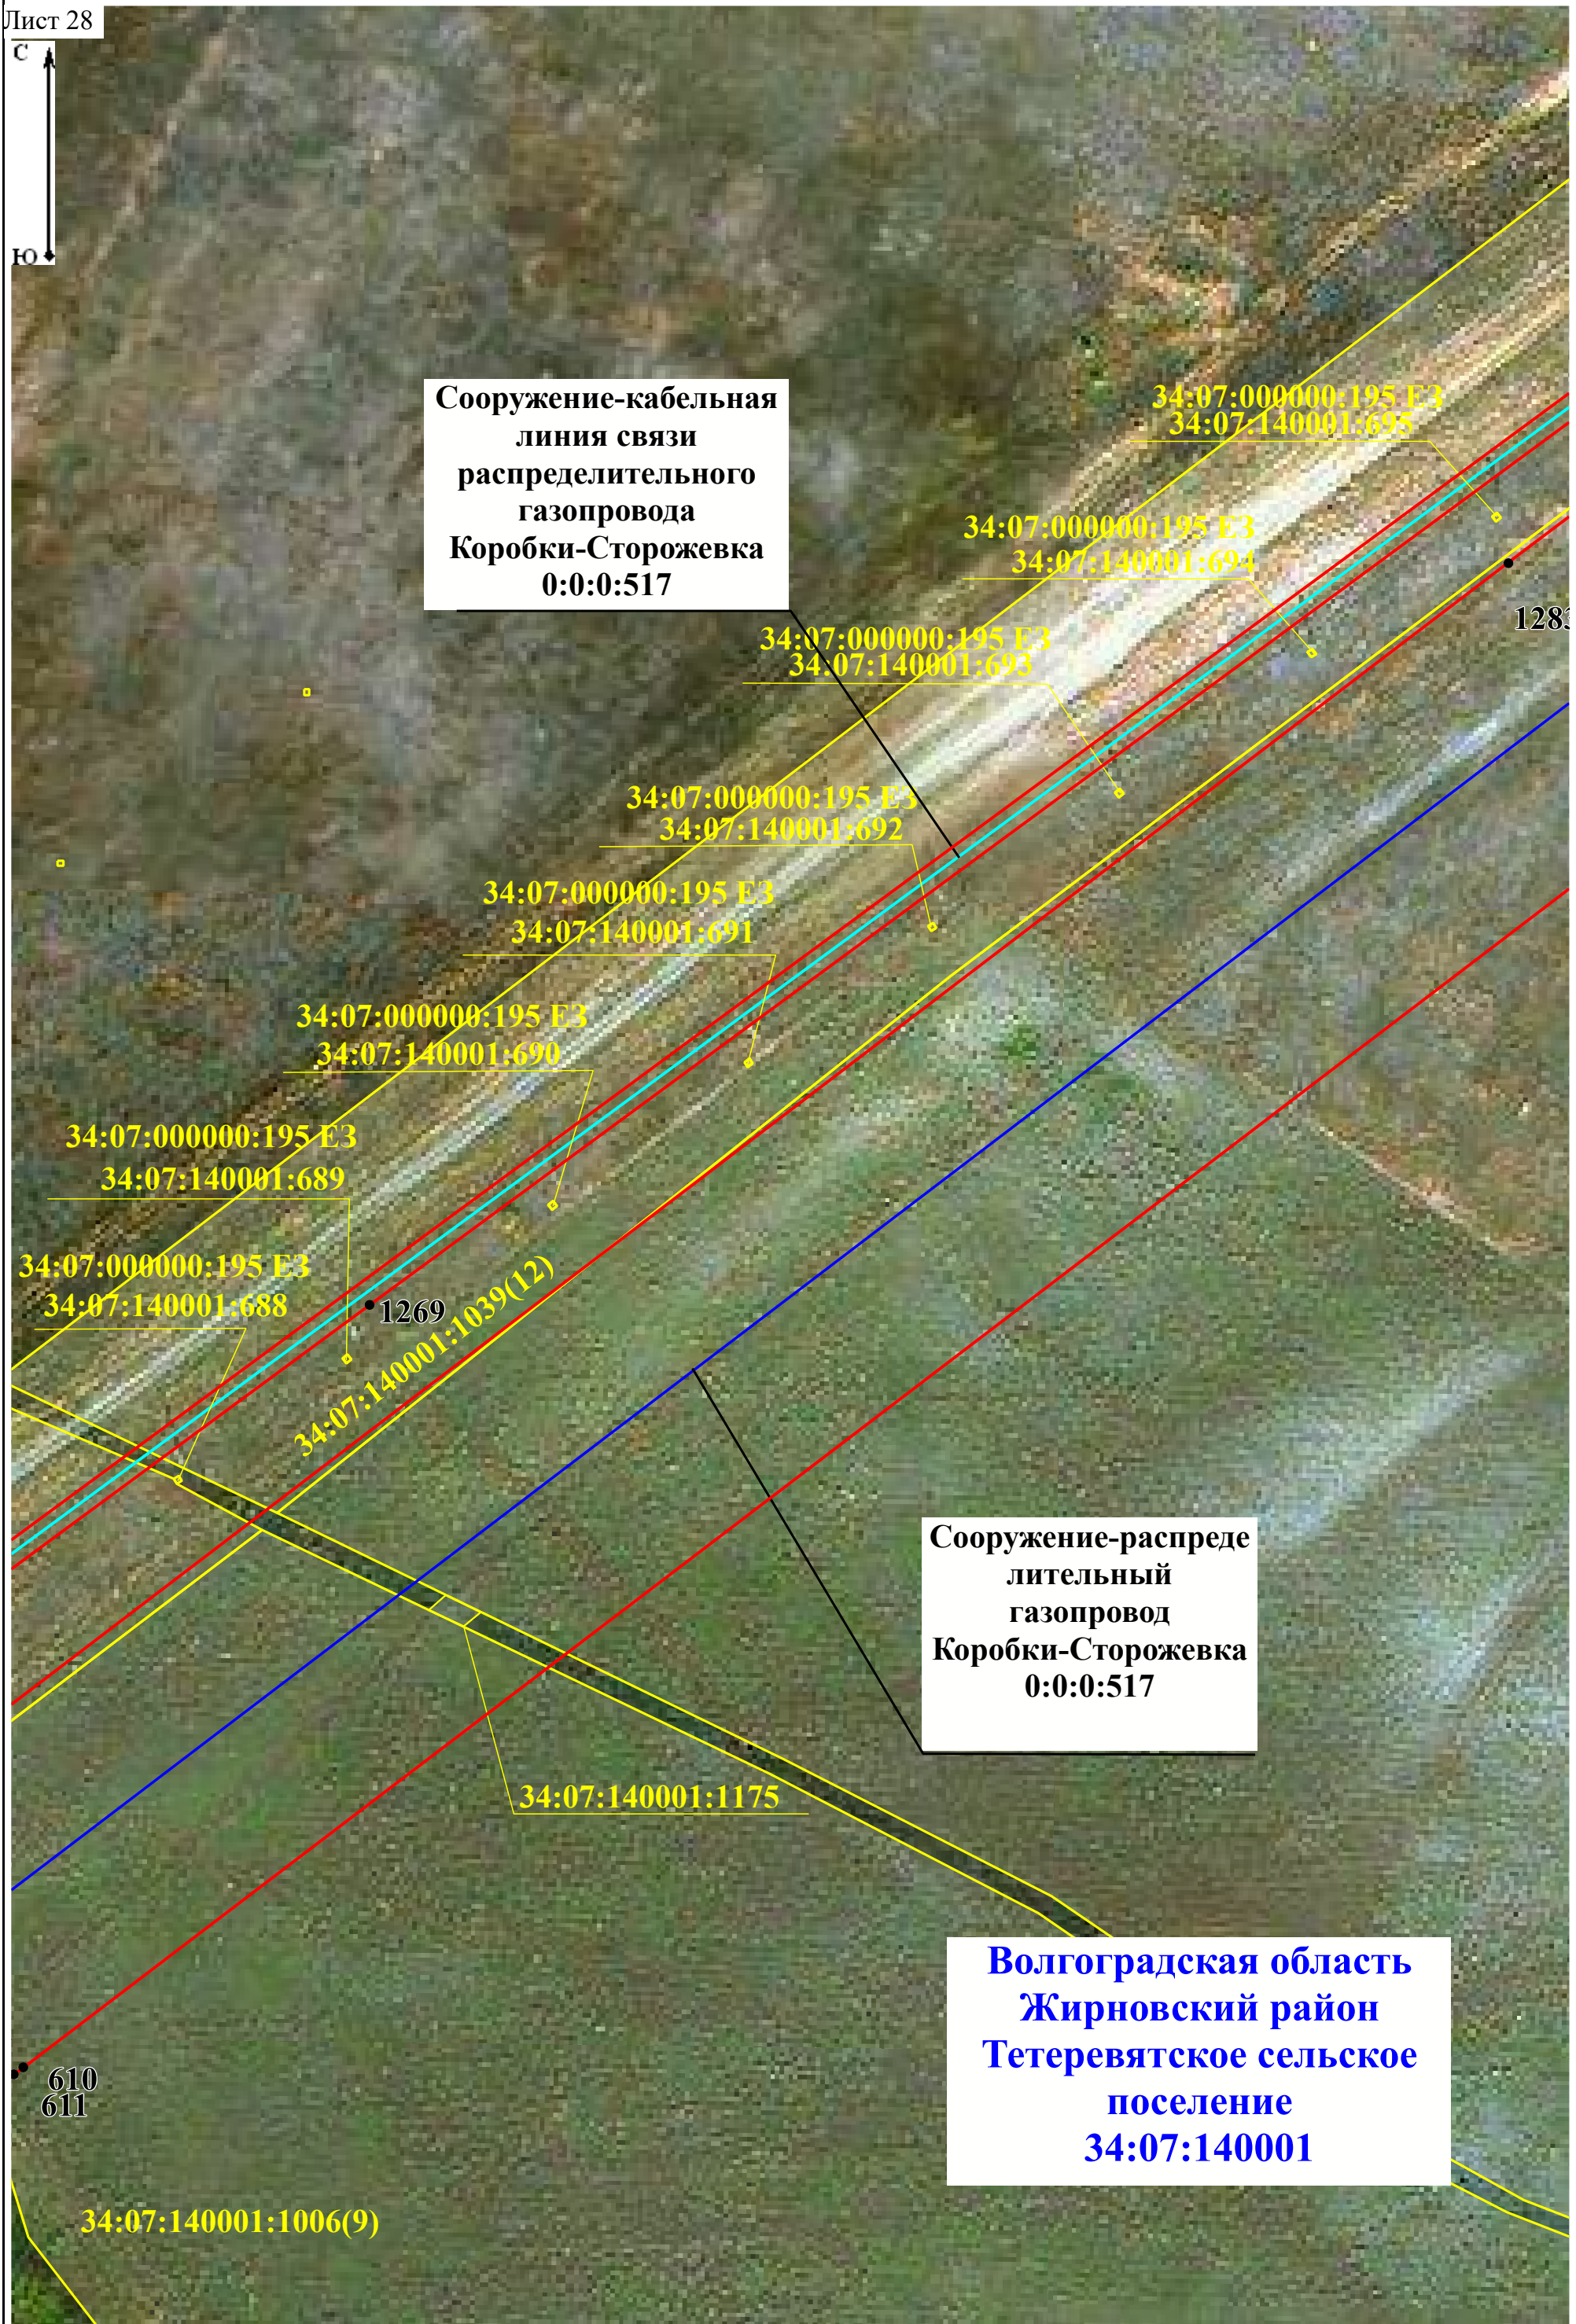 Лист 28
С
Ю
Сооружение-кабельная
линия связи
распределительного
газопровода
Коробки-Сторожевка
0:0:0:517
34:07:000000:195 ЕЗ
34:07:140001:695
34:07:000000:195 ЕЗ
34:07:140001:694
1283
34:07:000000:195 ЕЗ
34:07:140001:693
34:07:000000:195 ЕЗ
34:07:140001:692
34:07:000000:195 ЕЗ
34:07:140001:691
34:07:000000:195 ЕЗ
34:07:140001:690
34:07:000000:195 ЕЗ
34:07:140001:689
34:07:000000:195 ЕЗ
34:07:140001:688
1269
34:07:140001:1039(12)
Сооружение-распреде
лительный
газопровод
Коробки-Сторожевка
0:0:0:517
34:07:140001:1175
Волгоградская область
Жирновский район
Тетеревятское сельское
поселение
34:07:140001
610
611
34:07:140001:1006(9)